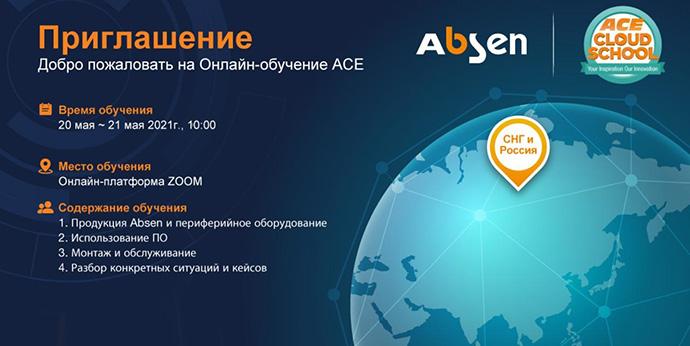 Приглашение
Добро пожаловать на Онлайн-обучение ACE
Absen
ACE
CLOUD
SCHOOL
Your Inspiration Our Innovation
Время обучения
20 мая ~ 21 мая 2021г., 10:00
СНГ и
Россия
Место обучения
Онлайн-платформа ZOOM
Содержание обучения
1. Продукция Absen и периферийное оборудование
2. Использование ПО
3. Монтаж и обслуживание
4. Разбор конкретных ситуаций и кейсов